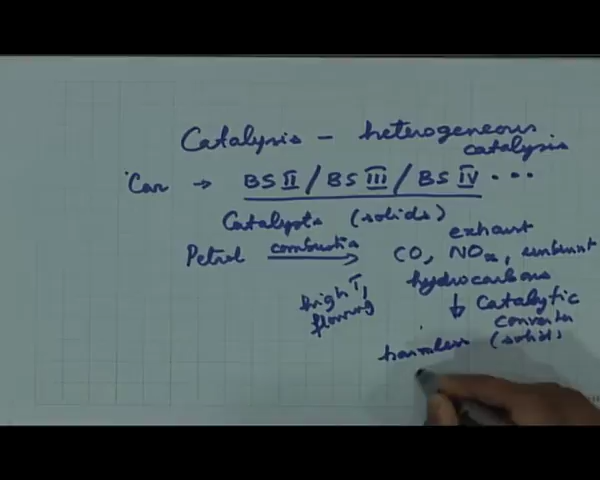 Catalysis - heterogeneous
catalysis
Car → BS II / BS III / BS IV ...
Catalysts (solids)
exhaust
Petrol combustion → CO, NOx, unburnt
hydrocarbons
high T,
flowing
↓ Catalytic
converter
harmless (solids